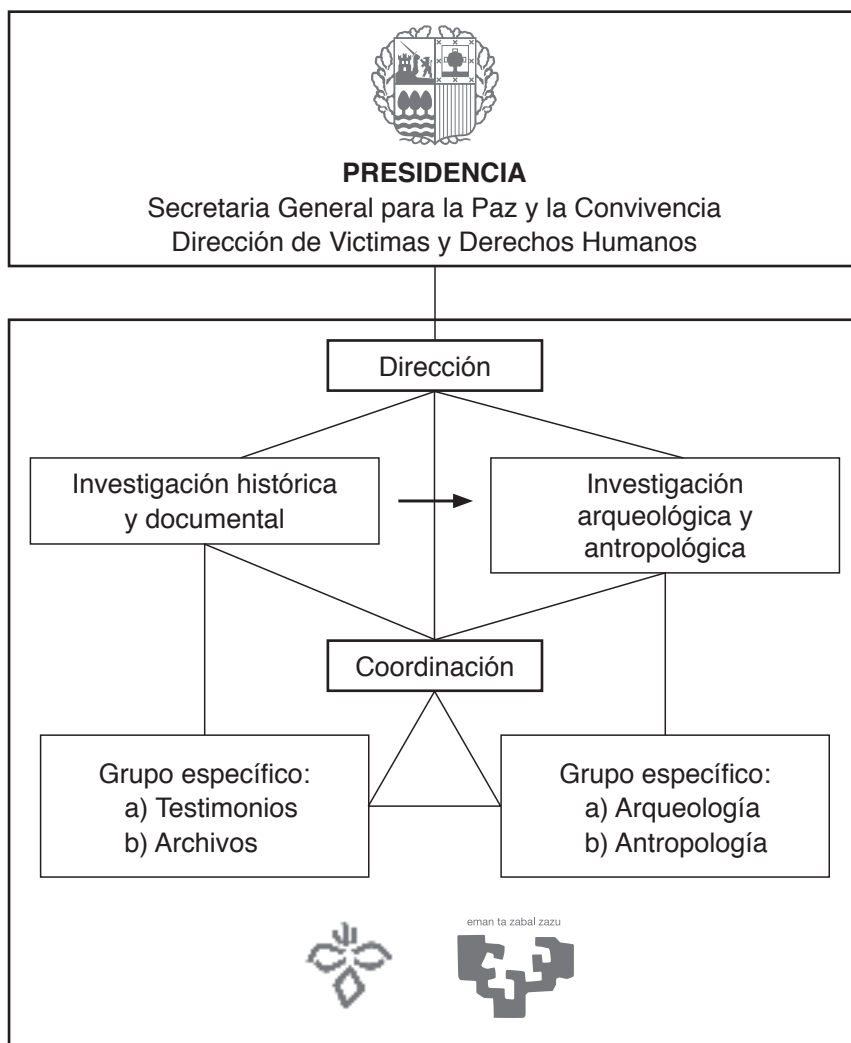 PRESIDENCIA
Secretaria General para la Paz y la Convivencia
Dirección de Victimas y Derechos Humanos
Dirección
Investigación histórica
y documental
Investigación
arqueológica y
antropológica
Coordinación
Grupo específico:
a) Testimonios
b) Archivos
Grupo específico:
a) Arqueología
b) Antropología
eman ta zabal zazu